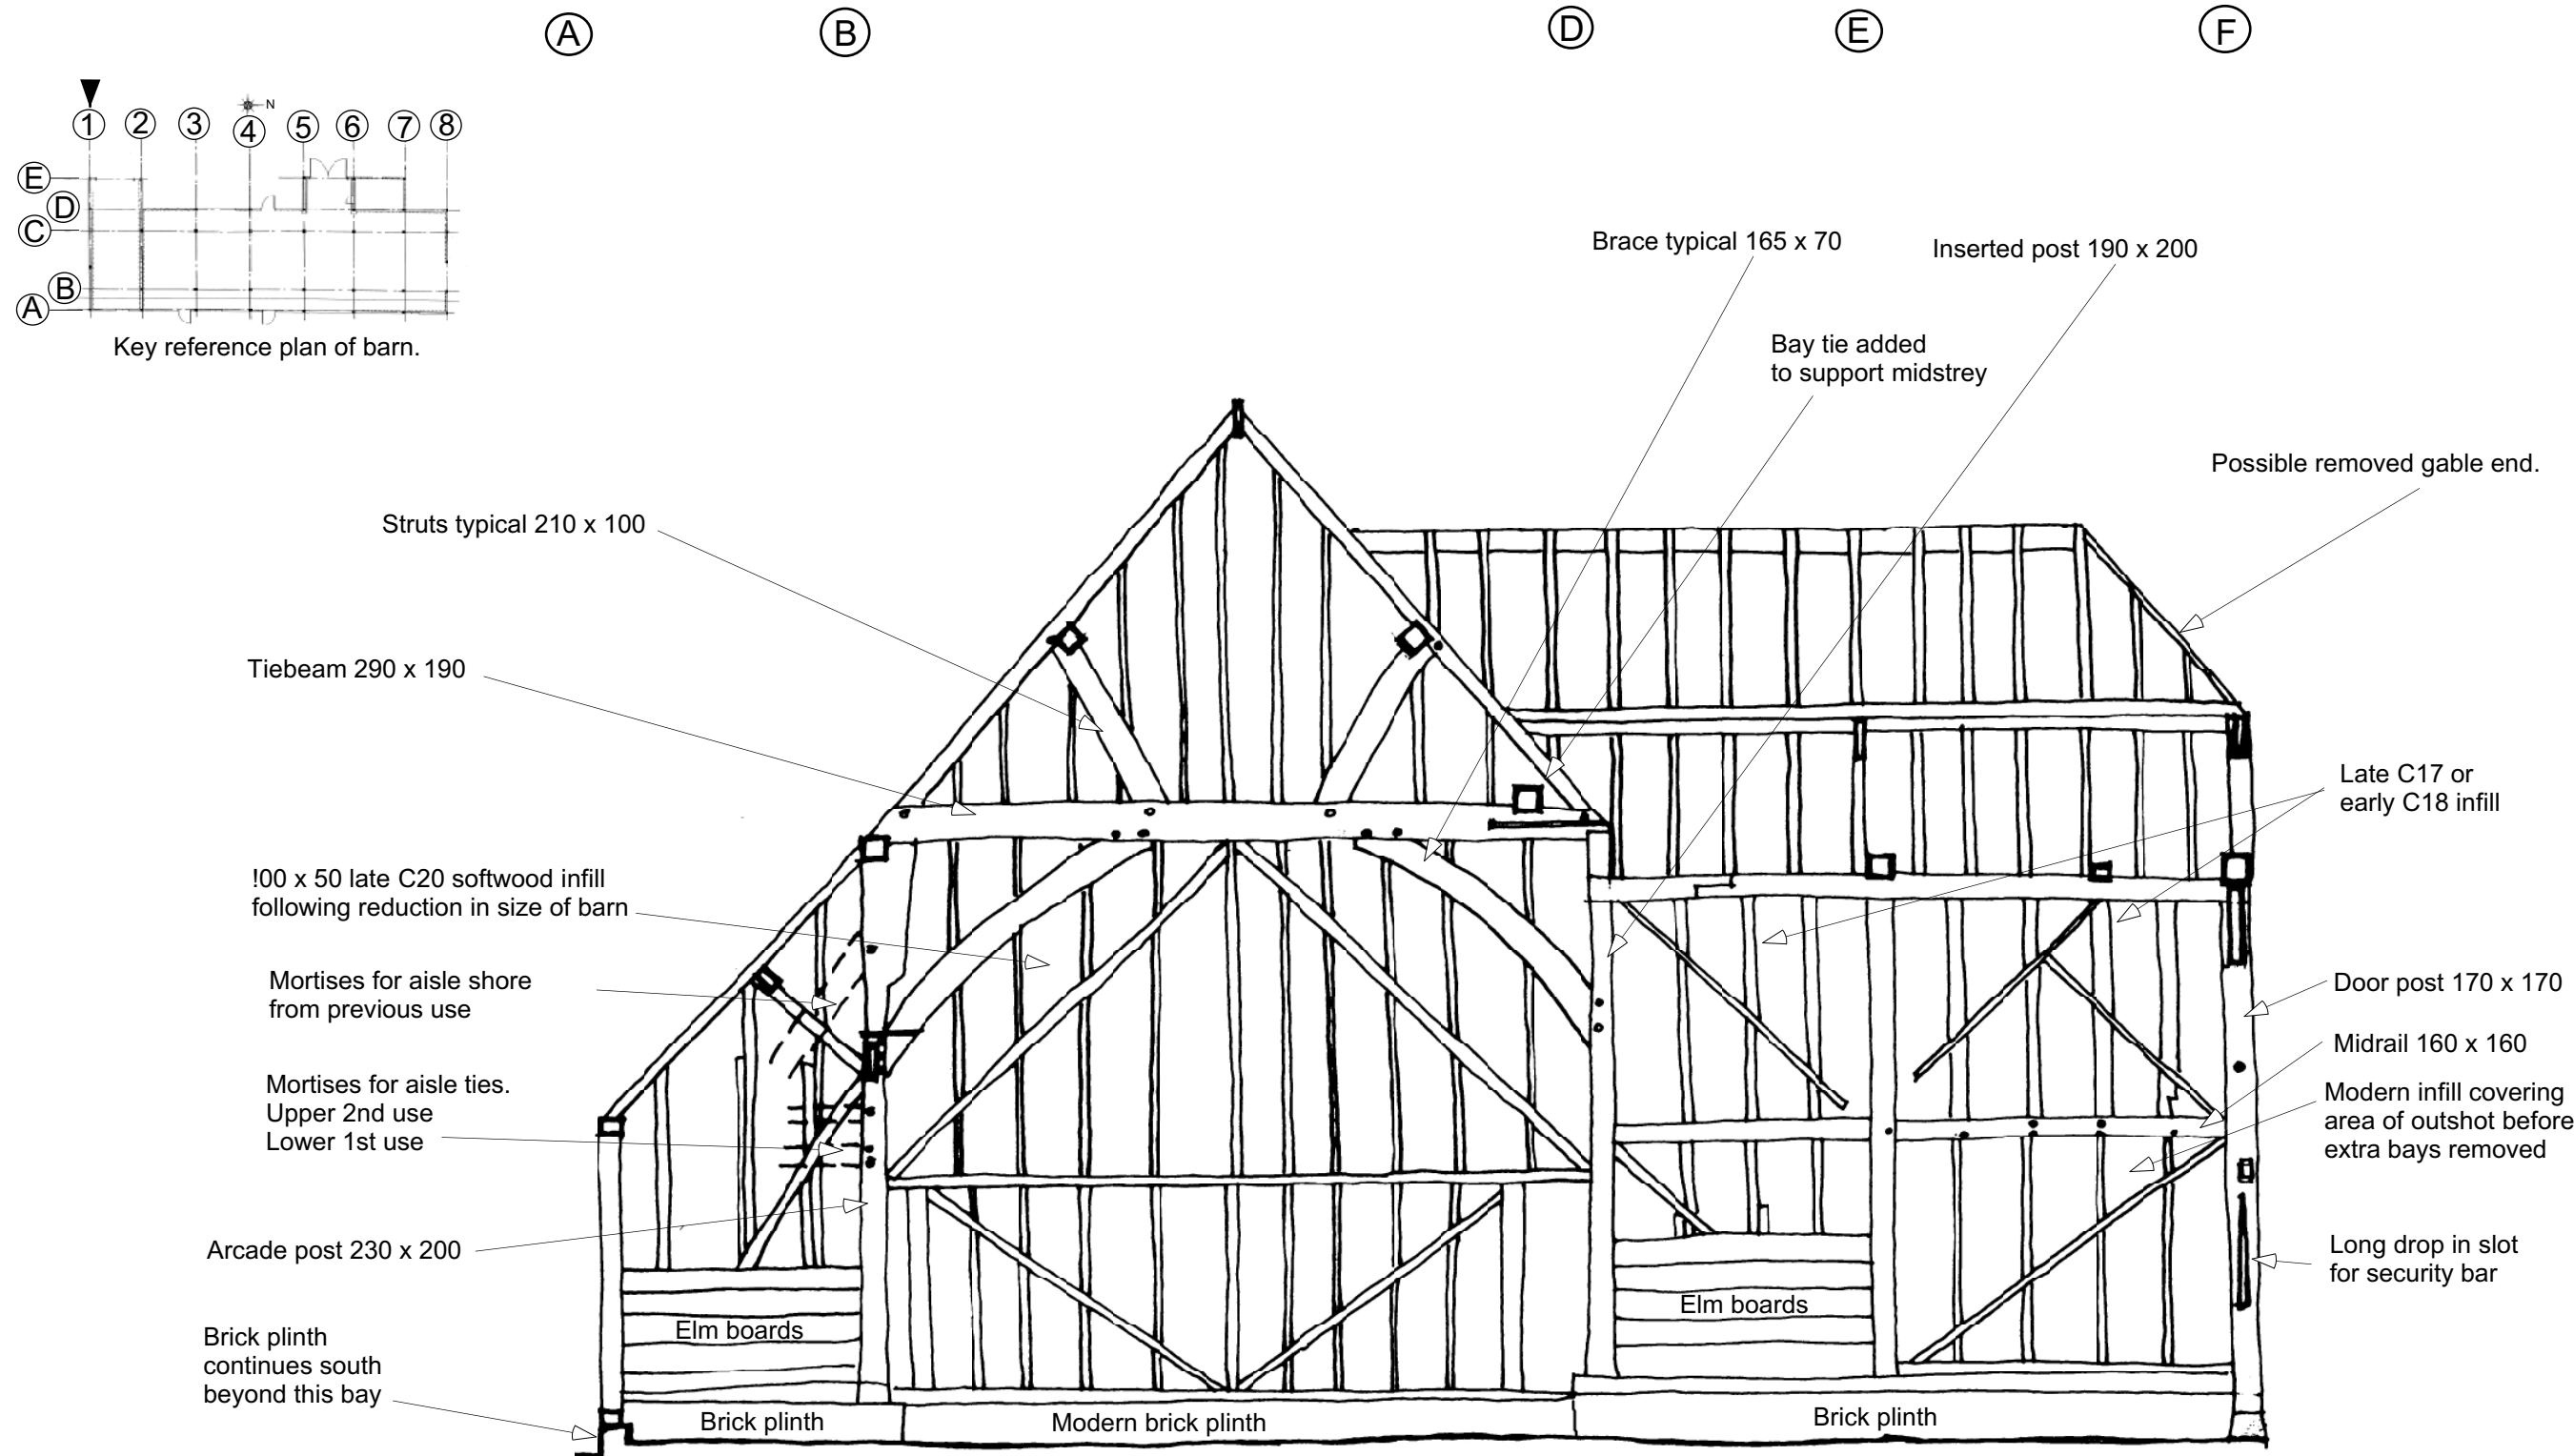 A
B
D
E
F
N
1
2
3
4
5
6
7
8
E
D
C
B
A
Key reference plan of barn.
Brace typical 165 x 70
Inserted post 190 x 200
Bay tie added
to support midstrey
Possible removed gable end.
Struts typical 210 x 100
Tiebeam 290 x 190
Late C17 or
early C18 infill
!00 x 50 late C20 softwood infill
following reduction in size of barn
Mortises for aisle shore
from previous use
Door post 170 x 170
Midrail 160 x 160
Mortises for aisle ties.
Upper 2nd use
Lower 1st use
Modern infill covering
area of outshot before
extra bays removed
Arcade post 230 x 200
Long drop in slot
for security bar
Elm boards
Elm boards
Brick plinth
continues south
beyond this bay
Brick plinth
Modern brick plinth
Brick plinth